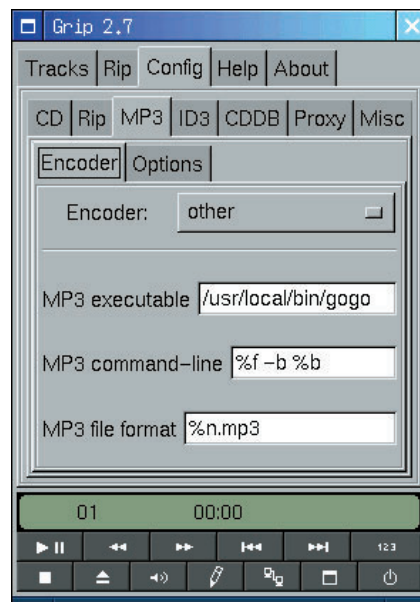 Grip 2.7
Tracks Rip Config Help About
CD Rip MP3 ID3 CDDB Proxy Misc
Encoder Options
Encoder: other
MP3 executable /usr/local/bin/gogo
MP3 command-line %f -b %b
MP3 file format %n.mp3
01 00:00
123